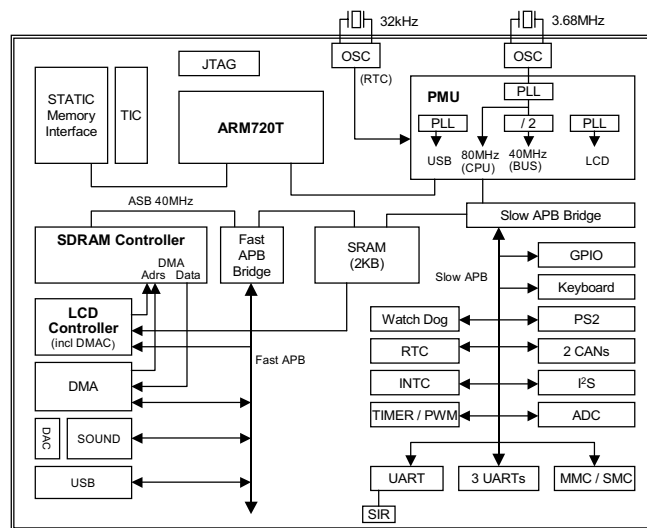 32kHz
3.68MHz
OSC
OSC
(RTC)
JTAG
STATIC
Memory
Interface
TIC
ARM720T
PMU
PLL
PLL
/ 2
PLL
USB
80MHz
(CPU)
40MHz
(BUS)
LCD
ASB 40MHz
SDRAM Controller
DMA
Adrs Data
Fast
APB
Bridge
SRAM
(2KB)
Slow APB Bridge
Slow APB
GPIO
Keyboard
LCD
Controller
(incl DMAC)
Watch Dog
PS2
Fast APB
RTC
2 CANs
DMA
INTC
I²S
TIMER / PWM
ADC
DAC
SOUND
USB
UART
3 UARTs
MMC / SMC
SIR